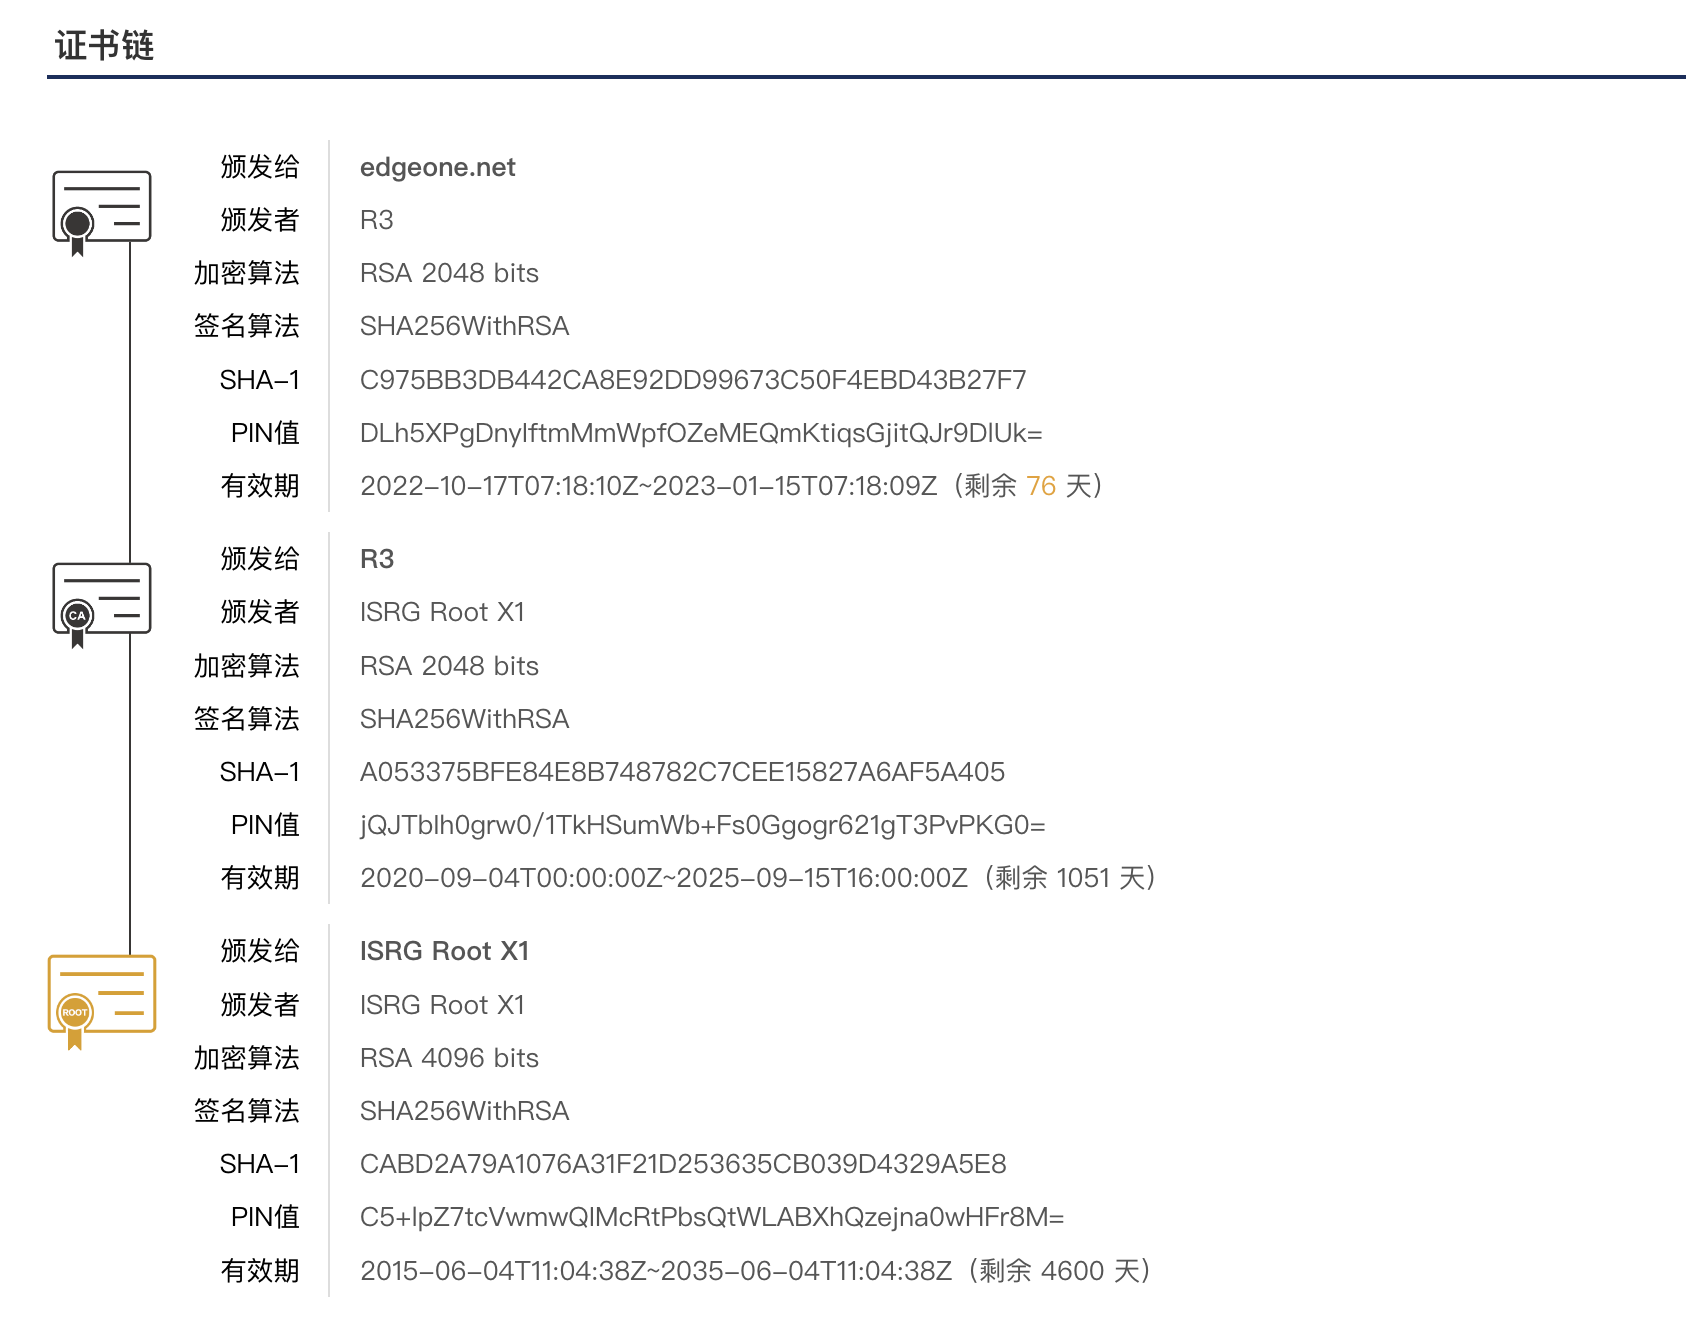 证书链
颁发给 edgeone.net
颁发者 R3
加密算法 RSA 2048 bits
签名算法 SHA256WithRSA
SHA-1 C975BB3DB442CA8E92DD99673C50F4EBD43B27F7
PIN值 DLh5XPgDnylftmMmWpfOZeMEQmKtiqsGjitQJr9DlUk=
有效期 2022-10-17T07:18:10Z~2023-01-15T07:18:09Z（剩余 76 天）
颁发给 R3
颁发者 ISRG Root X1
加密算法 RSA 2048 bits
签名算法 SHA256WithRSA
CA
SHA-1 A053375BFE84E8B748782C7CEE15827A6AF5A405
PIN值 jQJTbIh0grw0/1TkHSumWb+Fs0Ggogr621gT3PvPKG0=
有效期 2020-09-04T00:00:00Z~2025-09-15T16:00:00Z（剩余 1051 天）
颁发给 ISRG Root X1
颁发者 ISRG Root X1
ROOT
加密算法 RSA 4096 bits
签名算法 SHA256WithRSA
SHA-1 CABD2A79A1076A31F21D253635CB039D4329A5E8
PIN值 C5+lpZ7tcVwmwQIMcRtPbsQtWLABXhQzejna0wHFr8M=
有效期 2015-06-04T11:04:38Z~2035-06-04T11:04:38Z（剩余 4600 天）